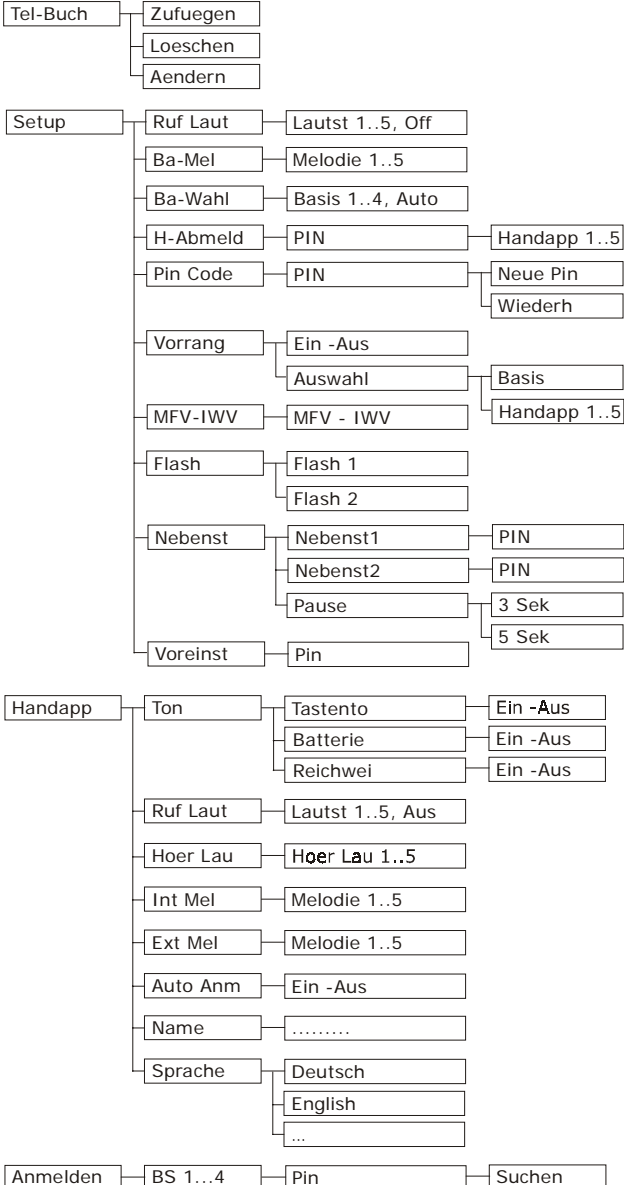 Tel-Buch Zufuegen
Loeschen
Aendern
Setup Ruf Laut Lautst 1..5, Off
Ba-Mel Melodie 1..5
Ba-Wahl Basis 1..4, Auto
H-Abmeld PIN Handapp 1..5
Pin Code PIN Neue Pin
Wiederh
Vorrang Ein -Aus
Auswahl Basis
Handapp 1..5
MFV-IWV MFV - IWV
Flash Flash 1
Flash 2
Nebenst Nebenst1 PIN
Nebenst2 PIN
Pause 3 Sek
5 Sek
Voreinst Pin
Handapp Ton Tastento Ein -Aus
Batterie Ein -Aus
Reichwei Ein -Aus
Ruf Laut Lautst 1..5, Aus
Hoer Lau Hoer Lau 1..5
Int Mel Melodie 1..5
Ext Mel Melodie 1..5
Auto Anm Ein -Aus
Name .........
Sprache Deutsch
English
...
Anmelden BS 1...4 Pin Suchen